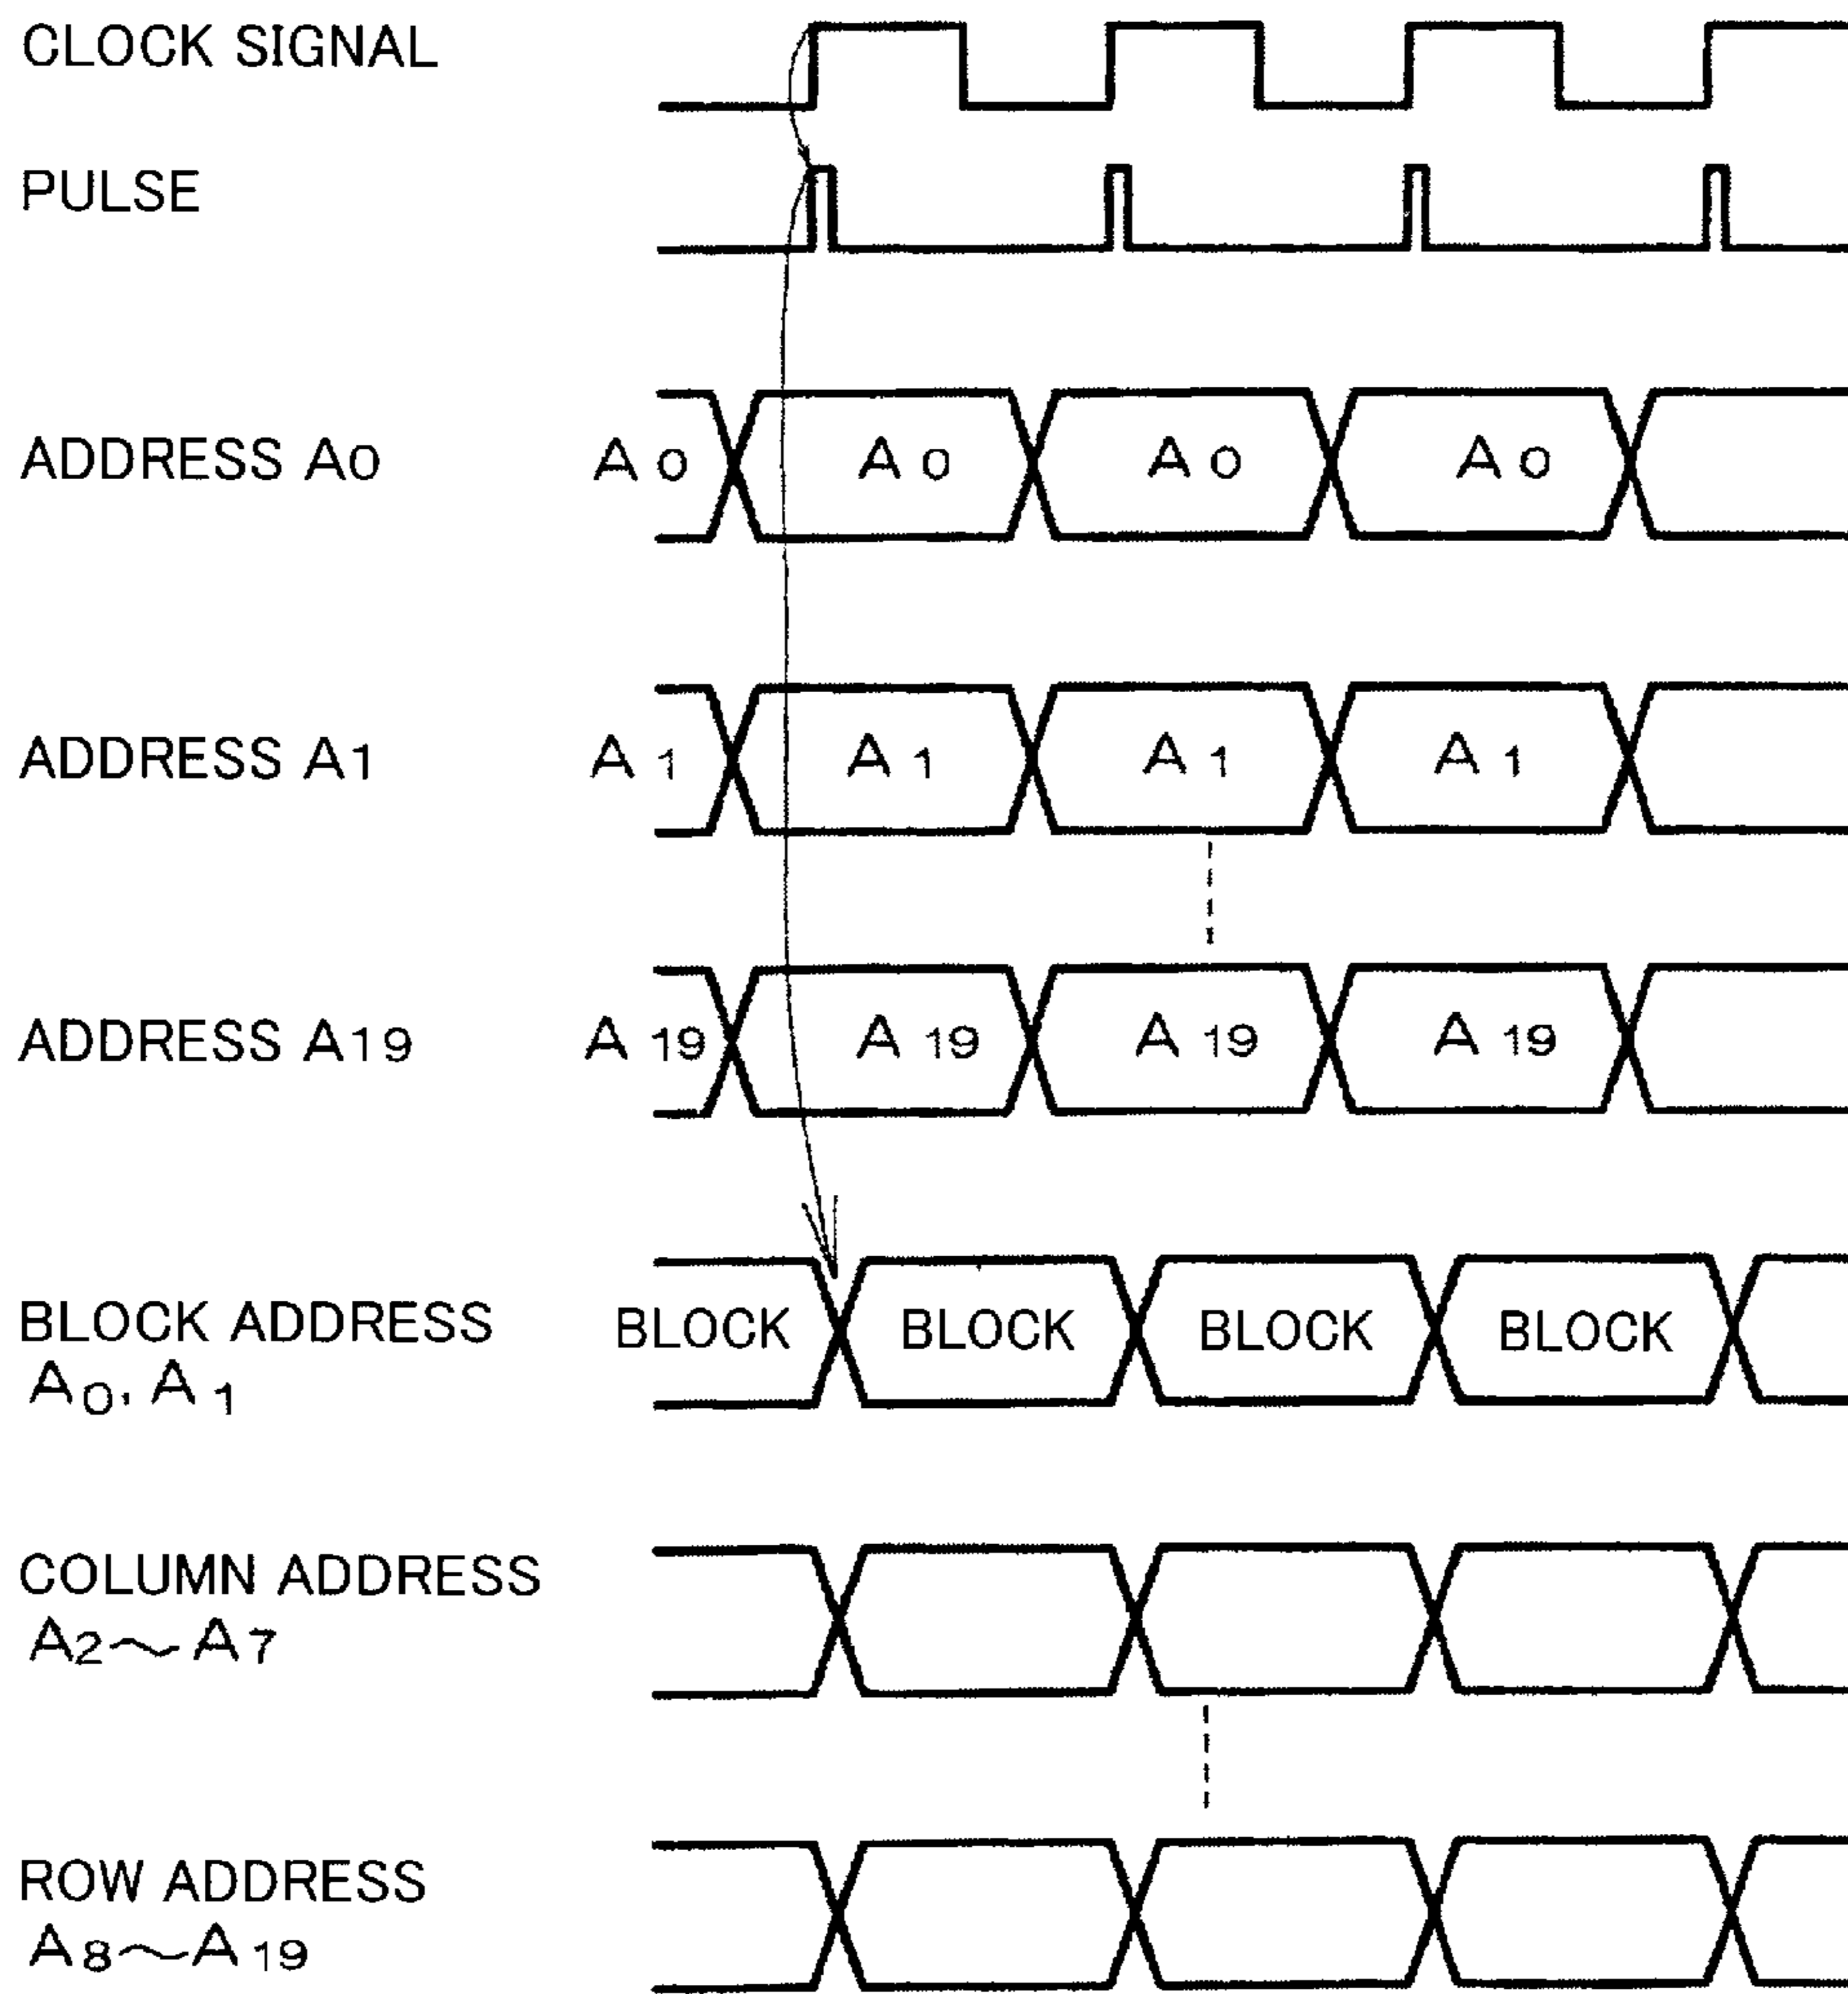 CLOCK SIGNAL
PULSE
ADDRESS A0 A0 A0 A0 A0
ADDRESS A1 A1 A1 A1 A1
ADDRESS A19 A19 A19 A19 A19
BLOCK ADDRESS BLOCK BLOCK BLOCK BLOCK
A0, A1
COLUMN ADDRESS
A2~A7
ROW ADDRESS
A8~A19